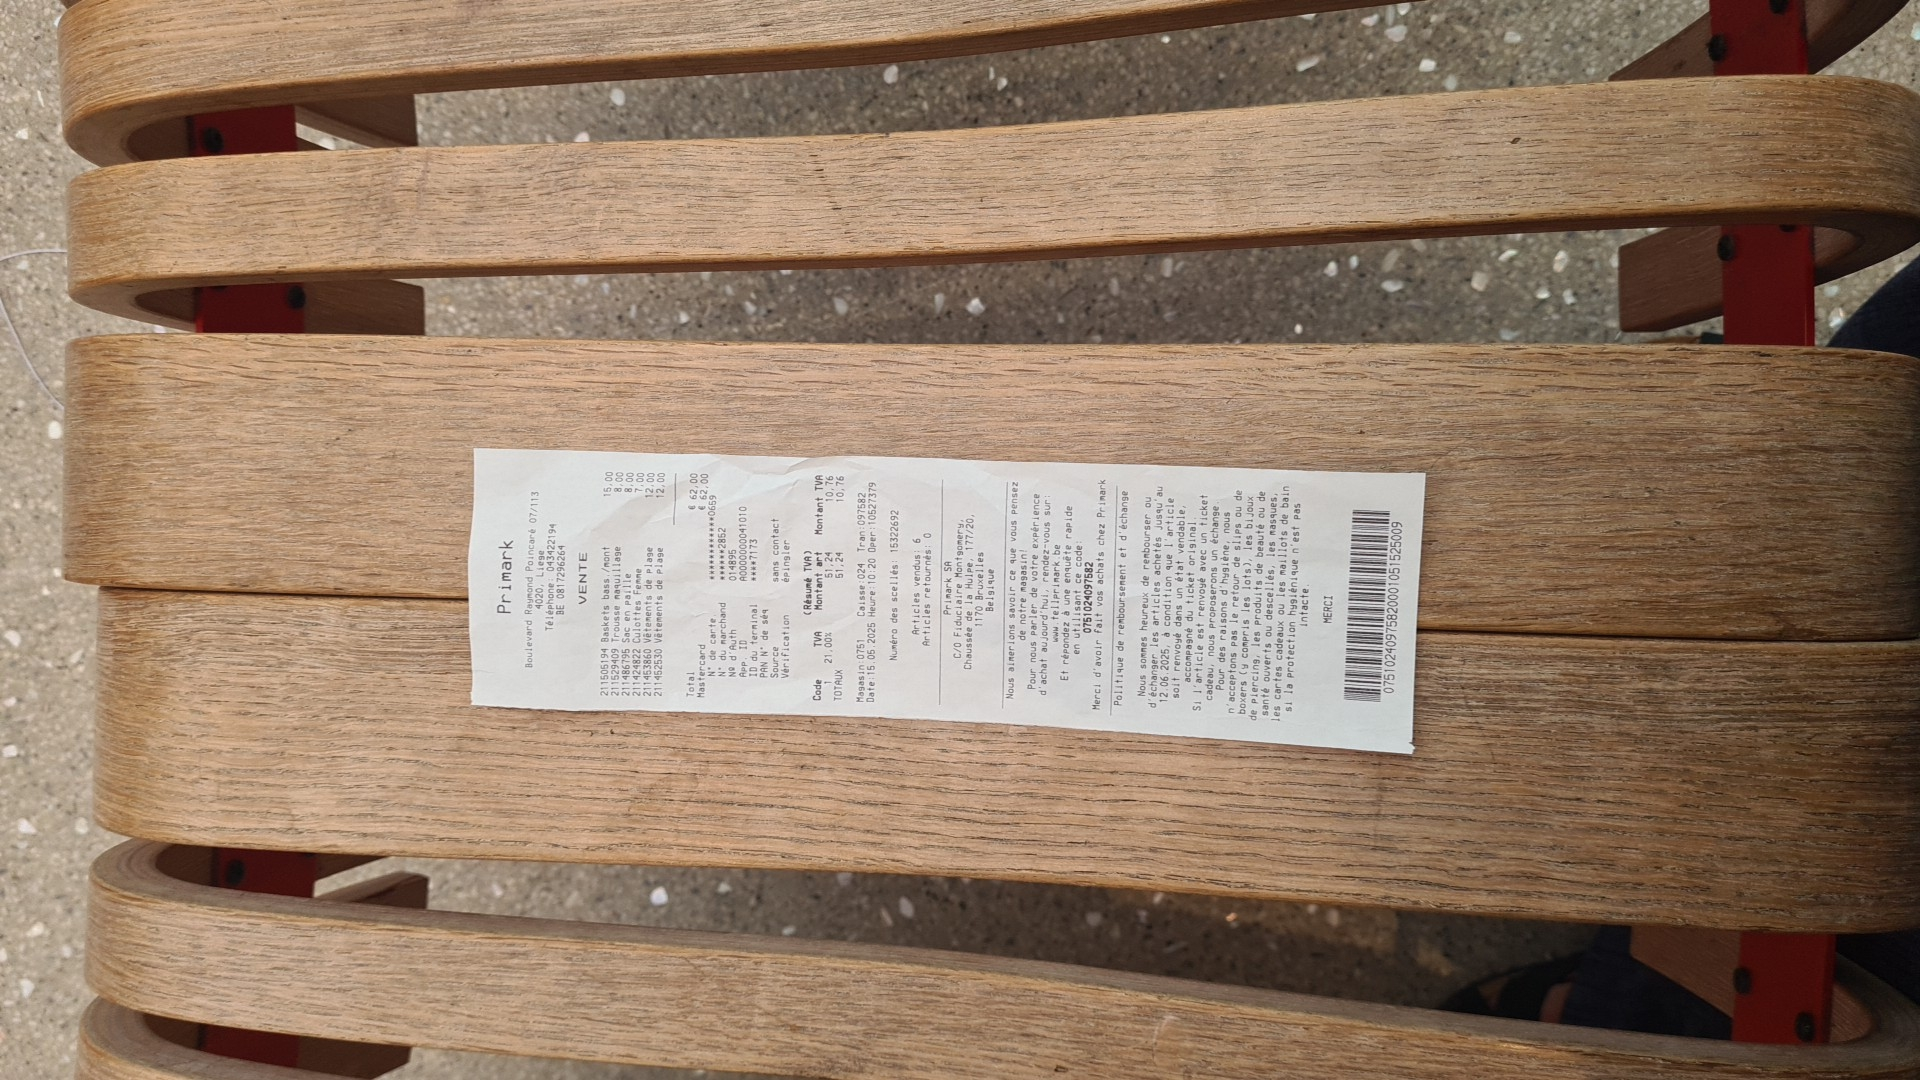 Primark
Boulevard Raymond Poincaré 07/113
4020, Liege
Téléphone: 043422194
BE 0817296264
VENTE
211505194 Baskets bass./mont 15,00
211529409 Trousse maquillage 8,00
211486795 Sac en paille 8,00
211424822 Culottes Femme 7,00
211453860 Vêtements de Plage 12,00
211452530 Vêtements de Plage 12,00
Total € 62,00
Mastercard € 62,00
N° de carte ************0659
N° du marchand ******2862
N° d'Auth 014895
App. ID A0000000041010
ID du terminal ****7173
PAN N° de séq
Source sans contact
Vérification épingler
(Résumé TVA)
Code TVA Montant art Montant TVA
1 21.00% 51,24 10,76
TOTAUX 51,24 10,76
Magasin:0751 Caisse:024 Tran:097582
Date:15.05.2025 Heure:10:20 Oper:10527379
Numéro des scellés: 15322692
Articles vendus: 6
Articles retournés: 0
Primark SA
C/O Fiduciaire Montgomery,
Chaussée de la Hulpe, 177/20,
1170 Bruxelles
Belgique
Nous aimerions savoir ce que vous pensez
de notre magasin!
Pour nous parler de votre expérience
d'achat aujourd'hui, rendez-vous sur:
www.tellprimark.be
Et répondez à une enquête rapide
en utilisant ce code:
0751024097582
Merci d'avoir fait vos achats chez Primark
Politique de remboursement et d'échange
Nous sommes heureux de rembourser ou
d'échanger les articles achetés jusqu'au
12.06.2025, à condition que l'article
soit renvoyé dans un état vendable,
accompagné du ticket original.
Si l'article est renvoyé avec un ticket
cadeau, nous proposerons un échange.
Pour des raisons d'hygiène, nous
n'acceptons pas le retour de slips ou de
boxers (y compris les lots), les bijoux
de piercing, les produits de beauté ou de
santé ouverts ou descellés, les masques,
les cartes cadeaux ou les maillots de bain
si la protection hygiénique n'est pas
intacte.
MERCI
07510240975820001051525009